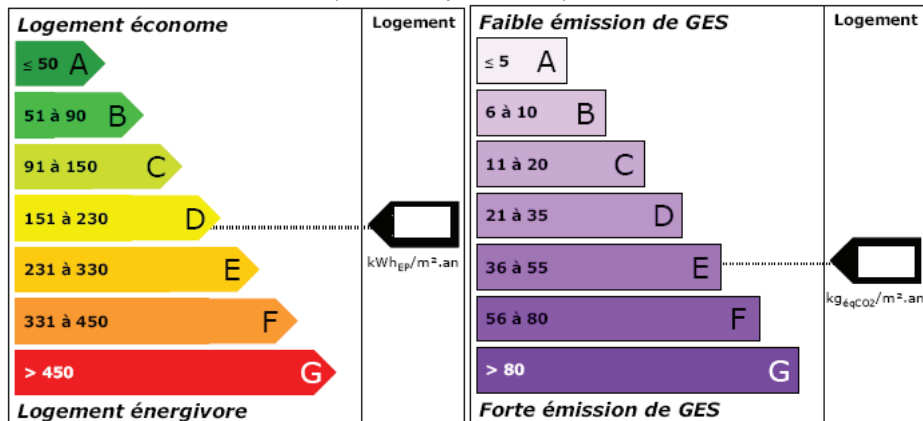 Logement économe
Logement
≤ 50 A
51 à 90 B
91 à 150 C
151 à 230 D
231 à 330 E
331 à 450 F
> 450 G
kWhEP/m².an
Logement énergivore
Faible émission de GES
Logement
≤ 5 A
6 à 10 B
11 à 20 C
21 à 35 D
36 à 55 E
56 à 80 F
> 80 G
kgéqCO2/m².an
Forte émission de GES